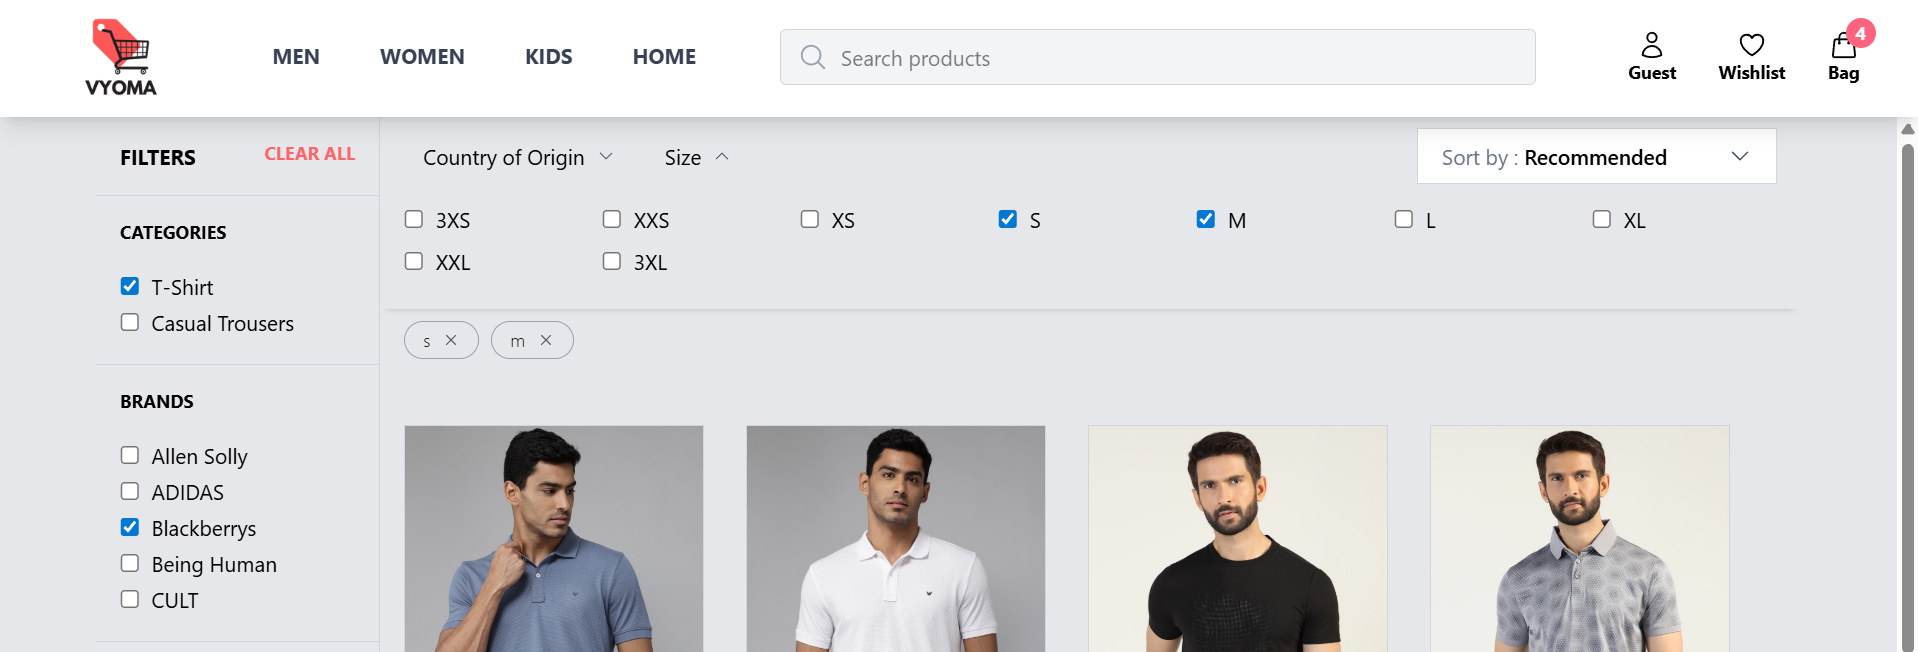 VYOMA
MEN WOMEN KIDS HOME
Search products
Guest Wishlist Bag 4
FILTERS CLEAR ALL
CATEGORIES
T-Shirt
Casual Trousers
BRANDS
Allen Solly
ADIDAS
Blackberrys
Being Human
CULT
Country of Origin Size
Sort by : Recommended
3XS XXS XS S M L XL
XXL 3XL
s m